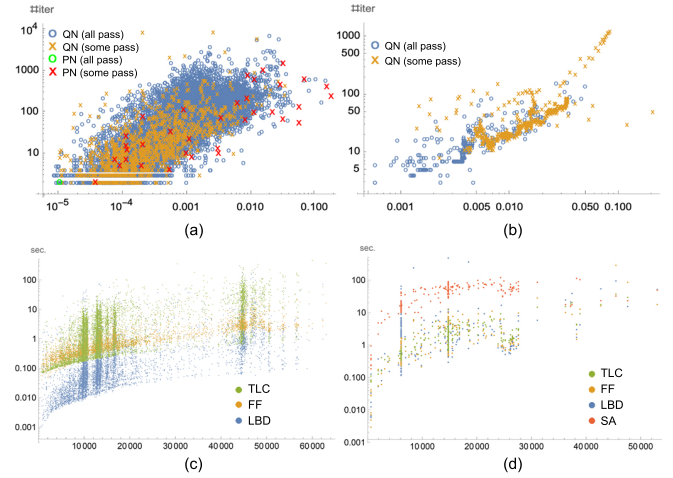 #iter
10⁴
1000
100
10
QN (all pass)
QN (some pass)
PN (all pass)
PN (some pass)
10⁻⁵ 10⁻⁴ 0.001 0.010 0.100
(a)
#iter
1000
500
100
50
10
5
QN (all pass)
QN (some pass)
0.001 0.005 0.010 0.050 0.100
(b)
sec.
100
10
1
0.100
0.010
0.001
TLC
FF
LBD
10000 20000 30000 40000 50000 60000
(c)
sec.
100
10
1
0.100
0.010
0.001
TLC
FF
LBD
SA
10000 20000 30000 40000 50000
(d)